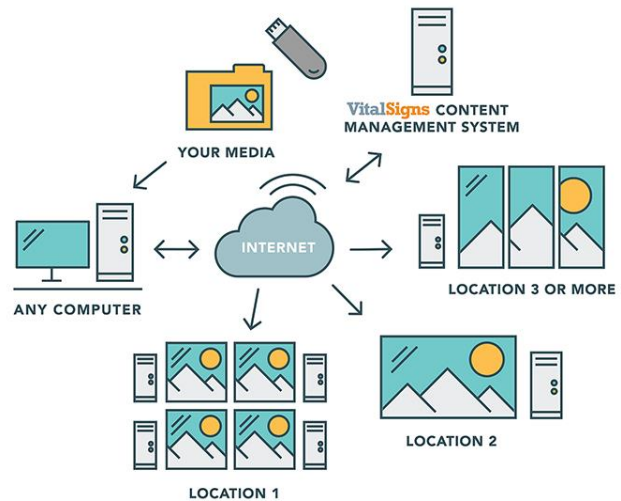 VitalSigns CONTENT
MANAGEMENT SYSTEM
YOUR MEDIA
INTERNET
ANY COMPUTER
LOCATION 3 OR MORE
LOCATION 2
LOCATION 1